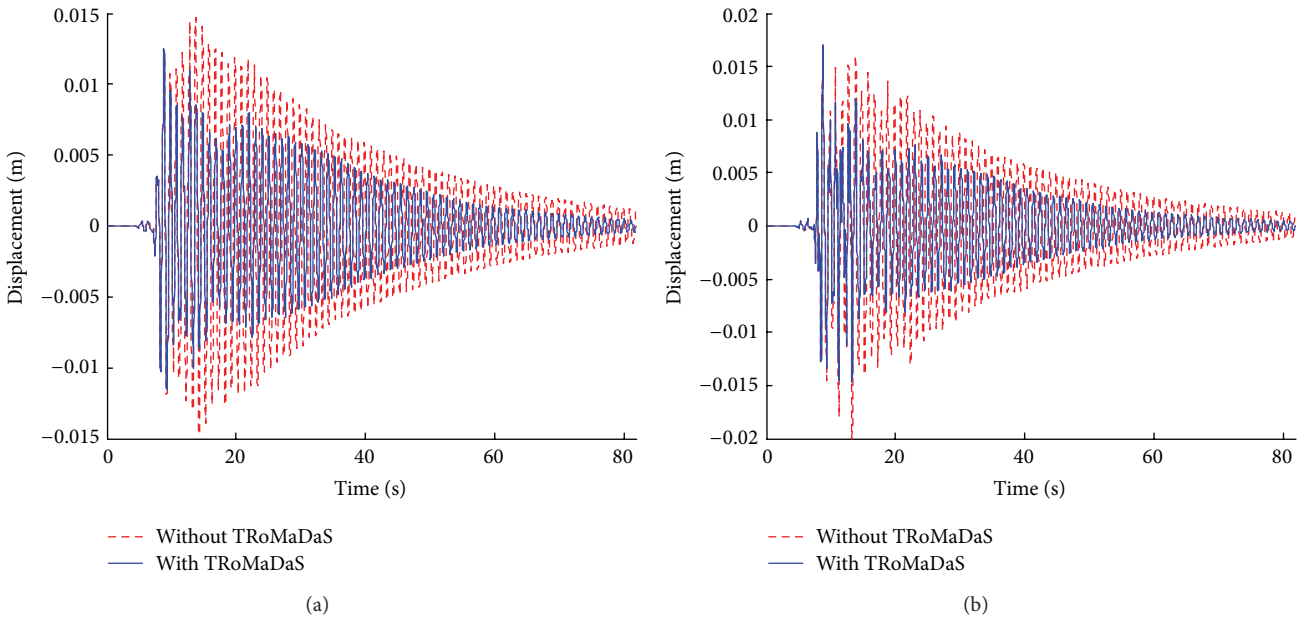 0.015
0.01
0.005
0
−0.005
−0.01
−0.015
Displacement (m)
0
20
40
60
80
Time (s)
Without TRoMaDaS
With TRoMaDaS
(a)
0.02
0.015
0.01
0.005
0
−0.005
−0.01
−0.015
−0.02
Displacement (m)
0
20
40
60
80
Time (s)
Without TRoMaDaS
With TRoMaDaS
(b)